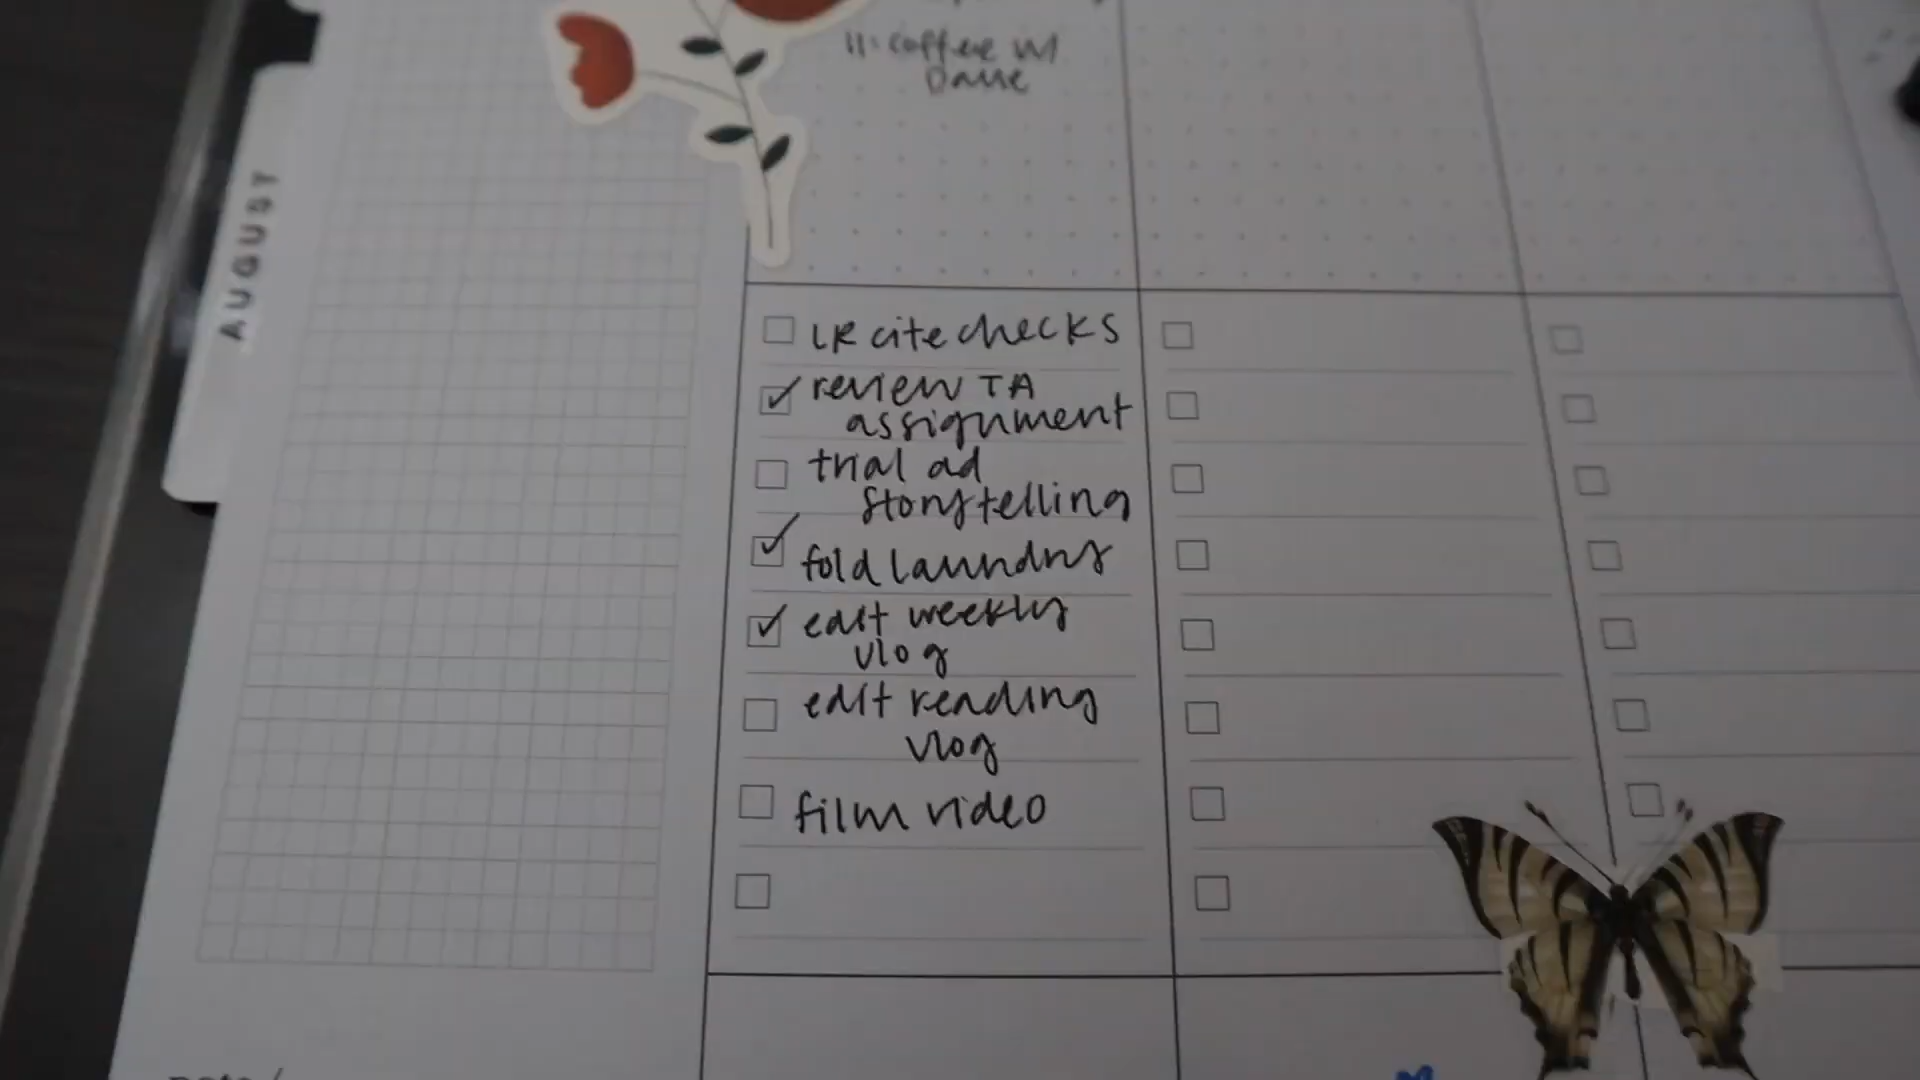 11: coffee w/
AUGUST
LR cite checks
review TA
assignment
trial ad
storytelling
fold laundry
edit weekly
vlog
edit reading
vlog
film video